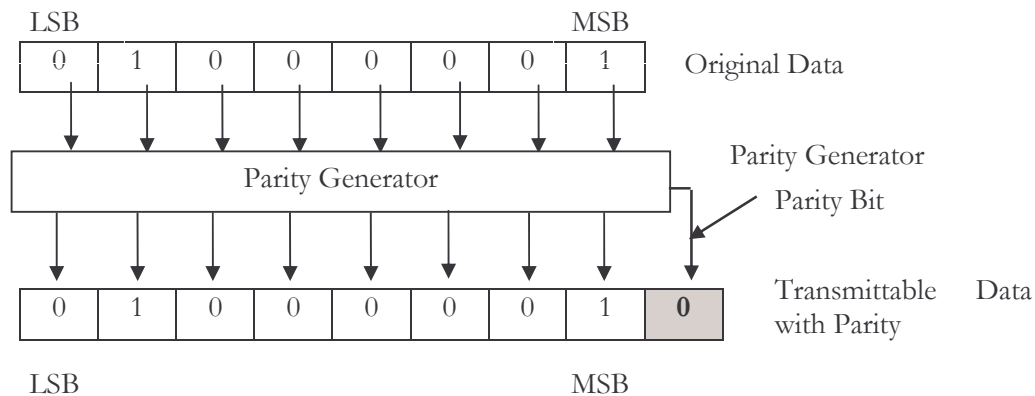 LSB MSB
0 1 0 0 0 0 0 1 Original Data
Parity Generator
Parity Generator
Parity Bit
0 1 0 0 0 0 0 1 0 Transmittable Data
with Parity
LSB MSB